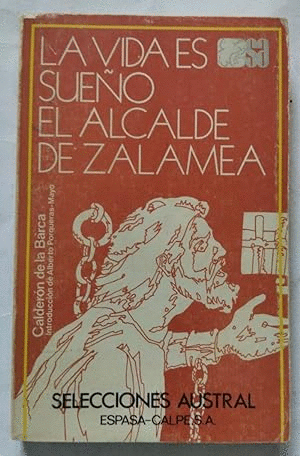 LA VIDA ES
SUEÑO
EL ALCALDE
DE ZALAMEA
Calderón de la Barca
Introducción de Alberto Porqueras-Mayo
SELECCIONES AUSTRAL
ESPASA-CALPE, S.A.